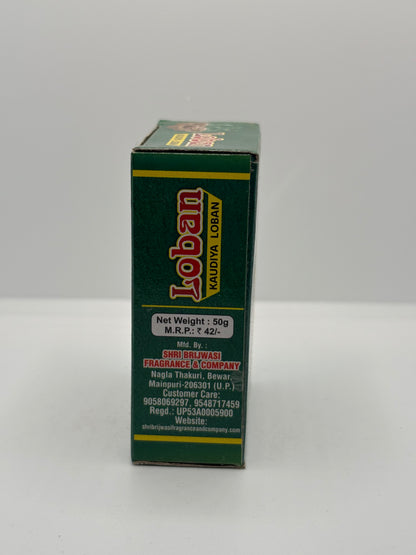 Loban
KAUDIYA LOBAN
Net Weight : 50g
M.R.P.: ₹ 42/-
Mfd. By. :
SHRI BRIJWASI
FRAGRANCE & COMPANY
Nagla Thakuri, Bewar,
Mainpuri-206301 (U.P.)
Customer Care:
9058069297, 9548717459
Regd.: UP53A0005900
Website:
shribrijwasifragranceandcompany.com